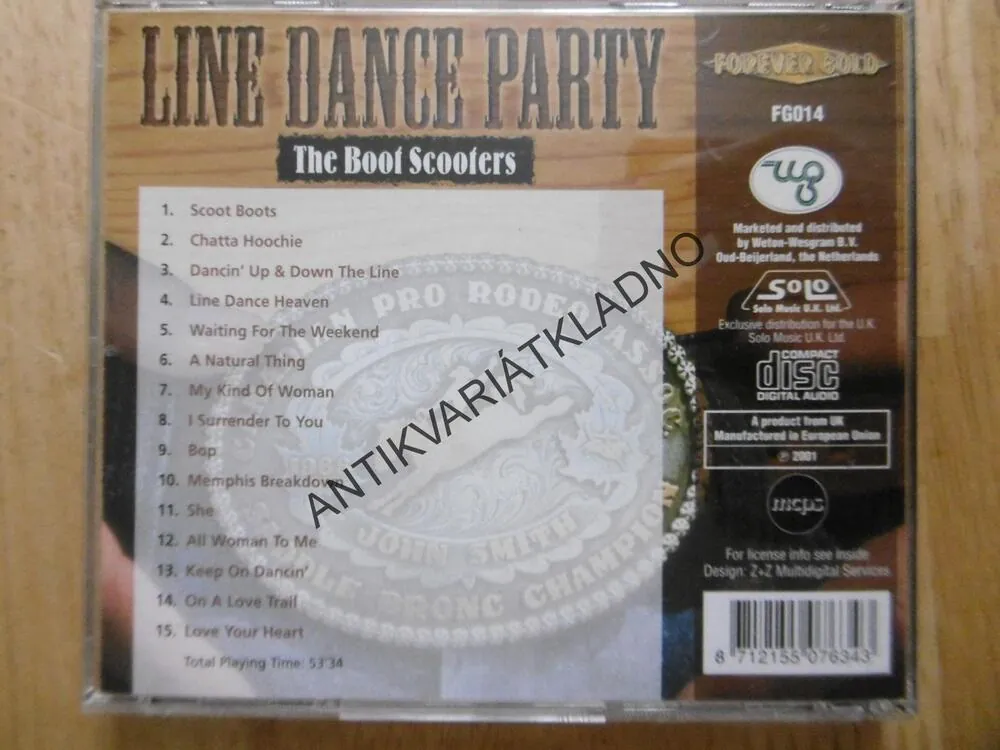 LINE DANCE PARTY
The Boot Scooters
1. Scoot Boots
2. Chatta Hoochie
3. Dancin' Up & Down The Line
4. Line Dance Heaven
5. Waiting For The Weekend
6. A Natural Thing
7. My Kind Of Woman
8. I Surrender To You
9. Bop
10. Memphis Breakdown
11. She
12. All Woman To Me
13. Keep On Dancin'
14. On A Love Trail
15. Love Your Heart
Total Playing Time: 53'34
PRO RODEO
JOHN SMITH
BRONC CHAMPION
ANTIKVARIÁTKLADNO
FOREVER GOLD
FG014
Marketed and distributed
by Weton-Wesgram B.V.
Oud-Beijerland, the Netherlands
SOLO
Solo Music U.K. Ltd.
Exclusive distribution for the U.K.
Solo Music U.K. Ltd.
COMPACT
disc
DIGITAL AUDIO
A product from UK
Manufactured in European Union
℗ 2001
mcps
For license info see inside
Design: Z+Z Multidigital Services
8 712155 076343